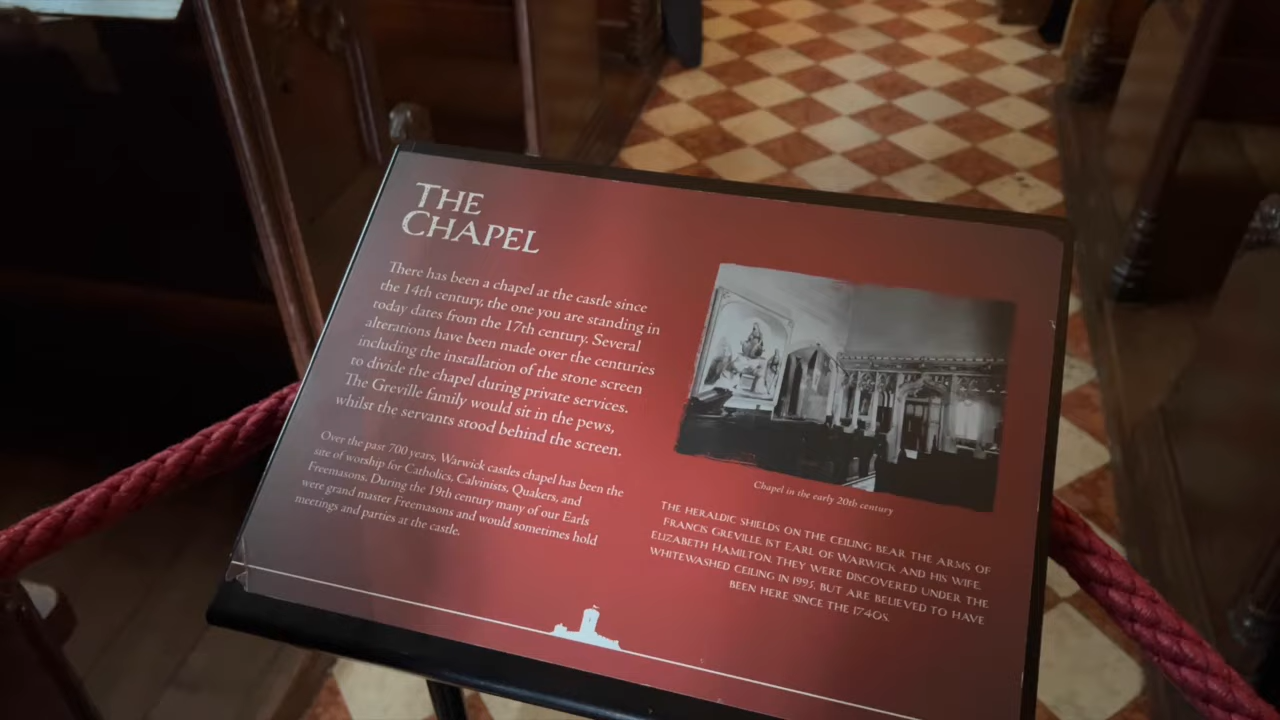 THE
CHAPEL
There has been a chapel at the castle since
the 14th century, the one you are standing in
today dates from the 17th century. Several
alterations have been made over the centuries
including the installation of the stone screen
to divide the chapel during private services.
The Greville family would sit in the pews,
whilst the servants stood behind the screen.
Over the past 700 years, Warwick castles chapel has been the
site of worship for Catholics, Calvinists, Quakers, and
Freemasons. During the 19th century many of our Earls
were grand master Freemasons and would sometimes hold
meetings and parties at the castle.
Chapel in the early 20th century
THE HERALDIC SHIELDS ON THE CEILING BEAR THE ARMS OF
FRANCIS GREVILLE 1ST EARL OF WARWICK AND HIS WIFE,
ELIZABETH HAMILTON. THEY WERE DISCOVERED UNDER THE
WHITEWASHED CEILING IN 1995, BUT ARE BELIEVED TO HAVE
BEEN HERE SINCE THE 1740S.